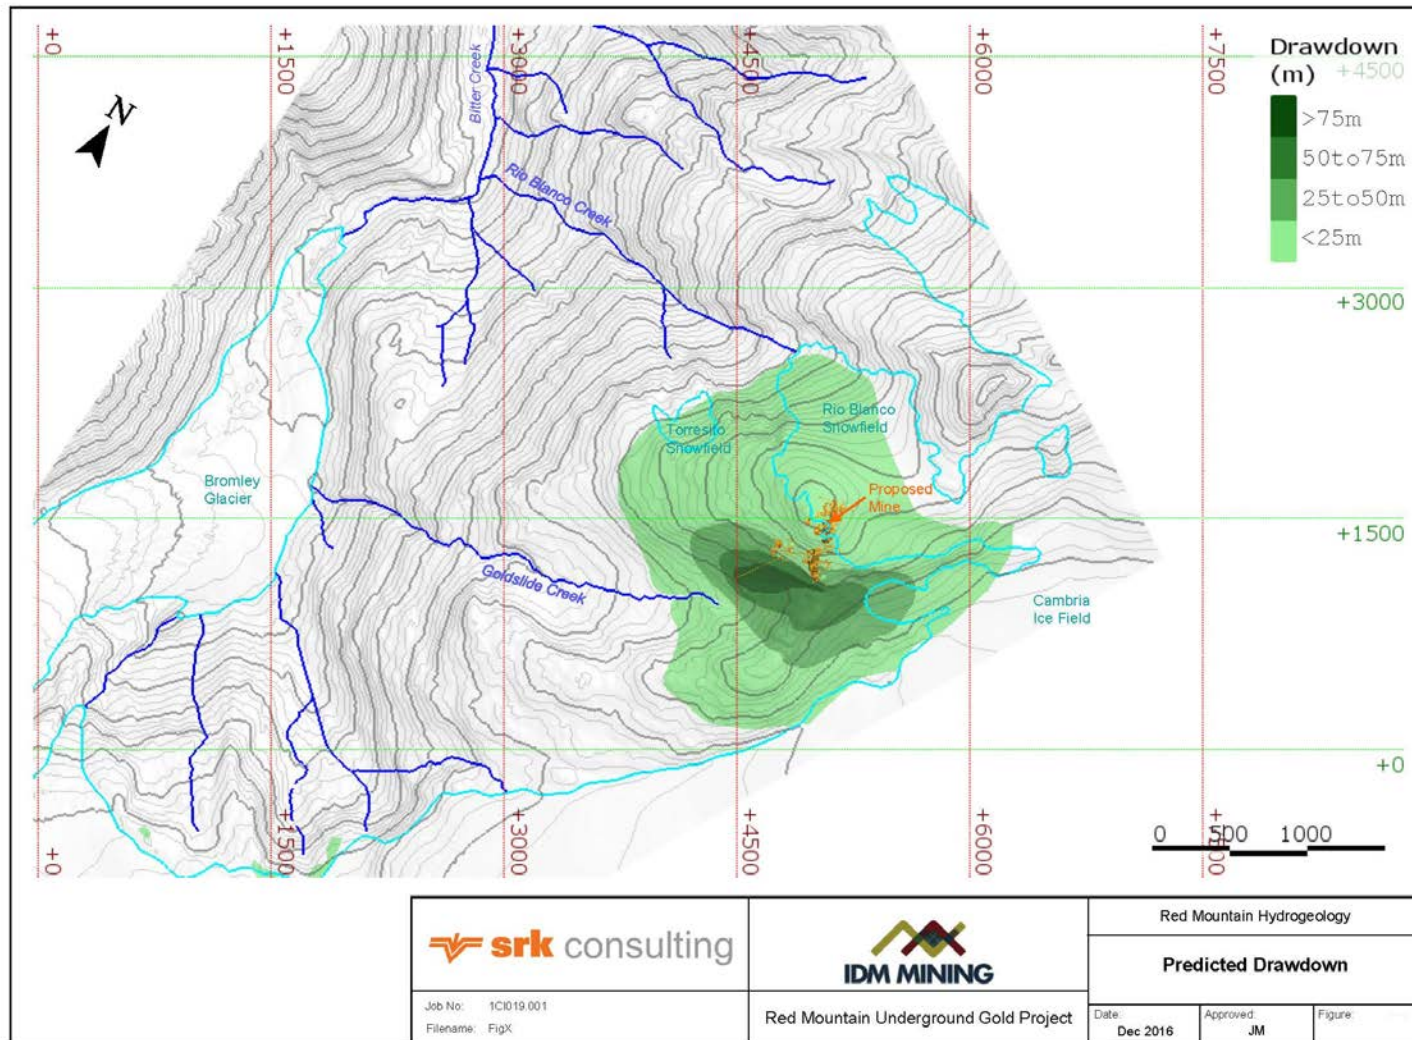 +0
+1500
+3000
+4500
+6000
+7500
Drawdown
(m)
+4500
>75m
50to75m
25to50m
<25m
N
Bitter Creek
Rio Blanco Creek
+3000
Torresito
Snowfield
Rio Blanco
Snowfield
Bromley
Glacier
Proposed
Mine
+1500
Goldslide Creek
Cambria
Ice Field
+0
+0
+1500
+3000
+4500
+6000
0 500 1000
srk consulting
IDM MINING
Red Mountain Hydrogeology
Predicted Drawdown
Job No: 1CI019.001
Filename: FigX
Red Mountain Underground Gold Project
Date:
Dec 2016
Approved:
JM
Figure: